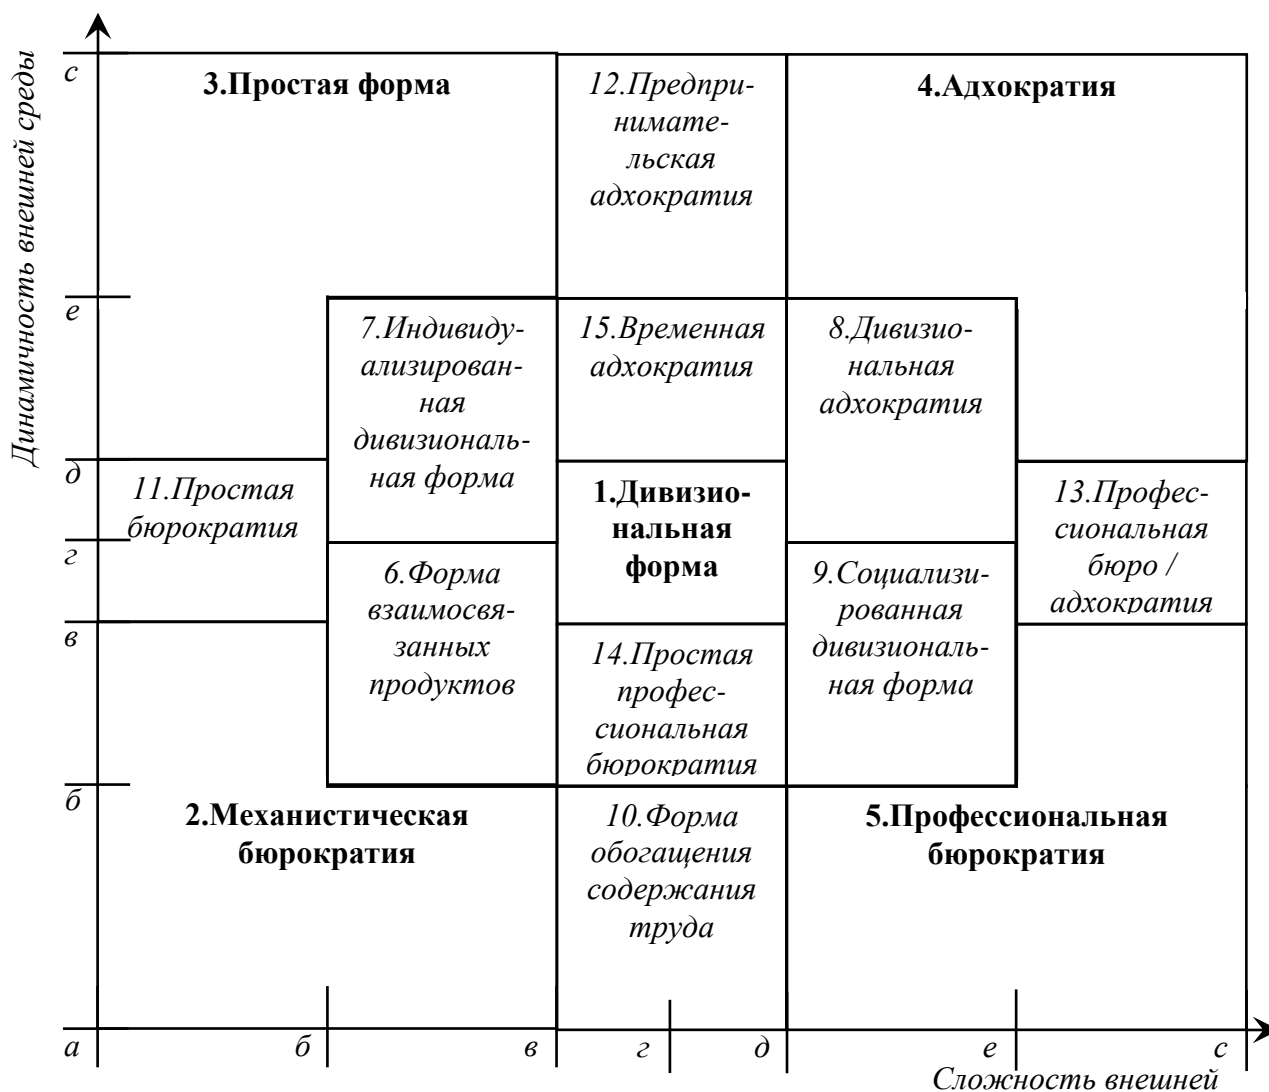 Динамичность внешней среды
с
3.Простая форма
12.Предпри-
нимате-
льская
адхократия
4.Адхократия
е
7.Индивиду-
ализирован-
ная
дивизиональ-
ная форма
15.Временная
адхократия
8.Дивизио-
нальная
адхократия
д
11.Простая
бюрократия
1.Дивизио-
нальная
форма
13.Профес-
сиональная
бюро /
адхократия
г
6.Форма
взаимосвя-
занных
продуктов
9.Социализи-
рованная
дивизиональ-
ная форма
в
14.Простая
профес-
сиональная
бюрократия
б
2.Механистическая
бюрократия
10.Форма
обогащения
содержания
труда
5.Профессиональная
бюрократия
а
б
в
г
д
е
с
Сложность внешней